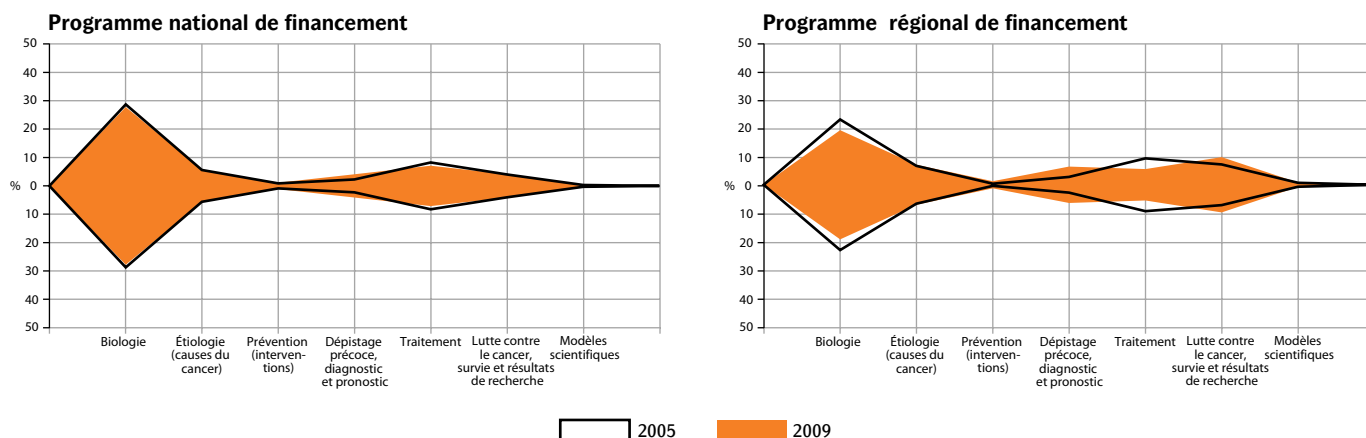 Programme national de financement
50
40
30
20
10
% 0
10
20
30
40
50
Biologie
Étiologie
(causes du
cancer)
Prévention
(interven-
tions)
Dépistage
précoce,
diagnostic
et pronostic
Traitement
Lutte contre
le cancer,
survie et résultats
de recherche
Modèles
scientifiques
Programme régional de financement
50
40
30
20
10
% 0
10
20
30
40
50
Biologie
Étiologie
(causes du
cancer)
Prévention
(interven-
tions)
Dépistage
précoce,
diagnostic
et pronostic
Traitement
Lutte contre
le cancer,
survie et résultats
de recherche
Modèles
scientifiques
2005
2009